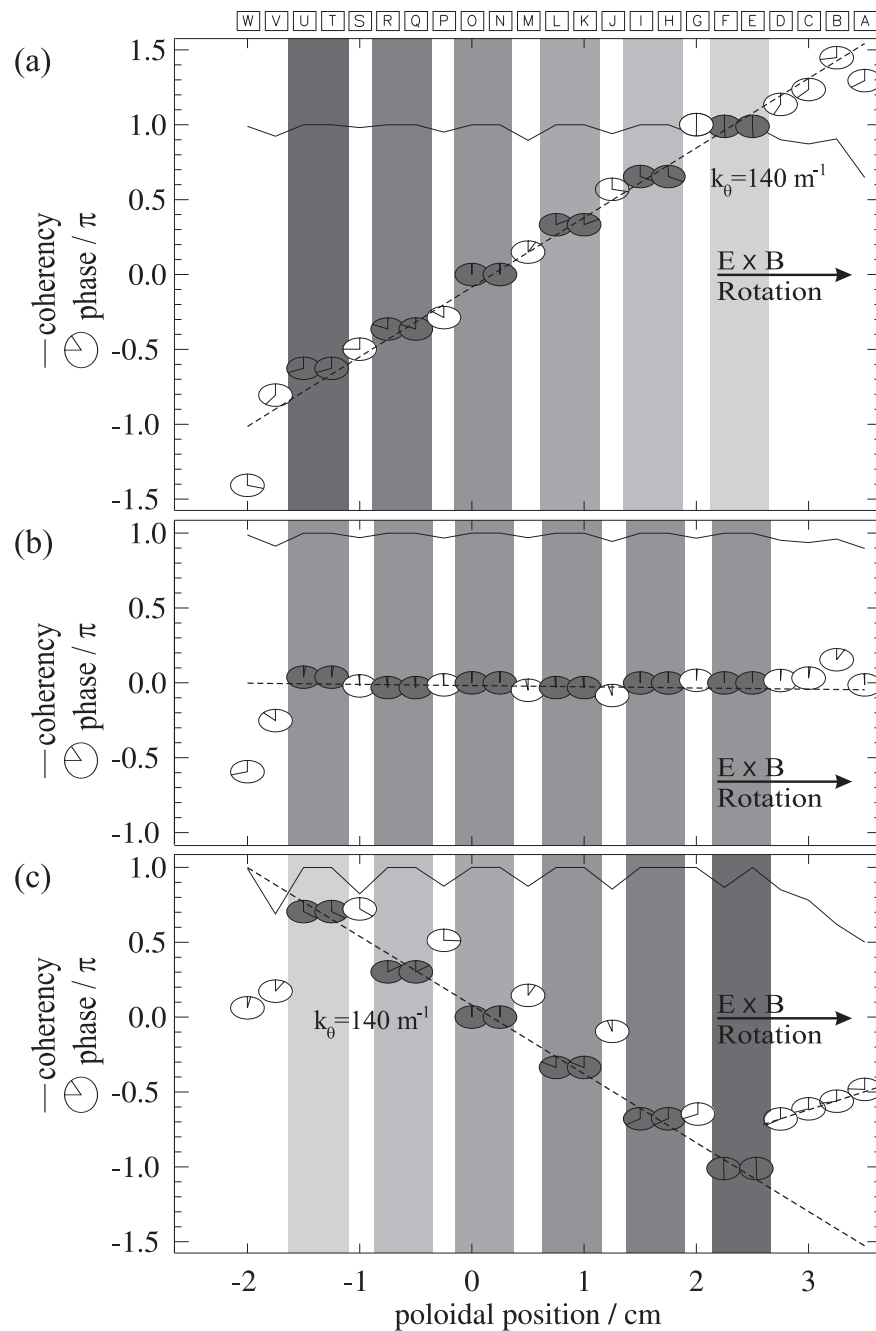 W V U T S R Q P O N M L K J I H G F E D C B A
(a)
1.5
1.0
0.5
0.0
-0.5
-1.0
-1.5
coherency
phase / π
kθ=140 m-1
E x B
Rotation
(b)
1.0
0.5
0.0
-0.5
-1.0
coherency
phase / π
E x B
Rotation
(c)
1.0
0.5
0.0
-0.5
-1.0
-1.5
coherency
phase / π
kθ=140 m-1
E x B
Rotation
-2 -1 0 1 2 3
poloidal position / cm